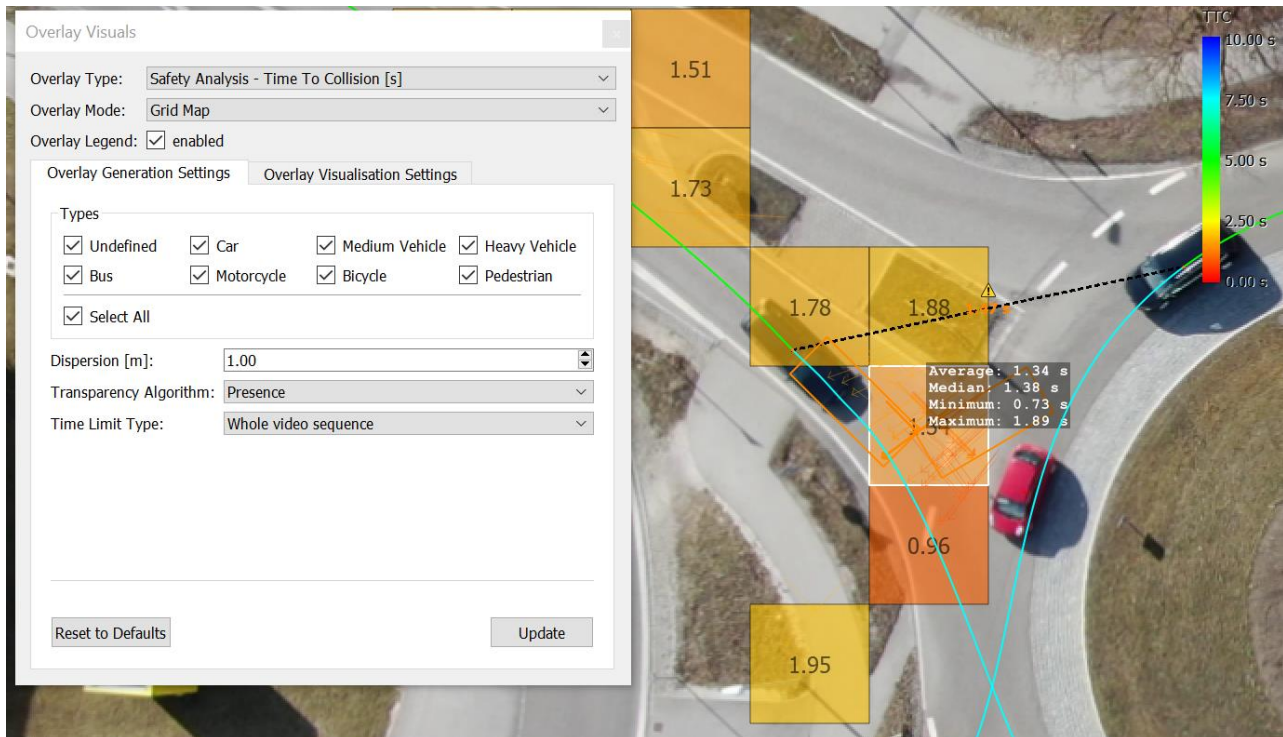 Overlay Visuals
Overlay Type: Safety Analysis - Time To Collision [s]
Overlay Mode: Grid Map
Overlay Legend: enabled
Overlay Generation Settings Overlay Visualisation Settings
Types
Undefined Car Medium Vehicle Heavy Vehicle
Bus Motorcycle Bicycle Pedestrian
Select All
Dispersion [m]: 1.00
Transparency Algorithm: Presence
Time Limit Type: Whole video sequence
Reset to Defaults Update
1.51
1.73
1.78 1.88
Average: 1.34 s
Median: 1.38 s
Minimum: 0.73 s
Maximum: 1.89 s
0.96
1.95
TTC
10.00 s
7.50 s
5.00 s
2.50 s
0.00 s